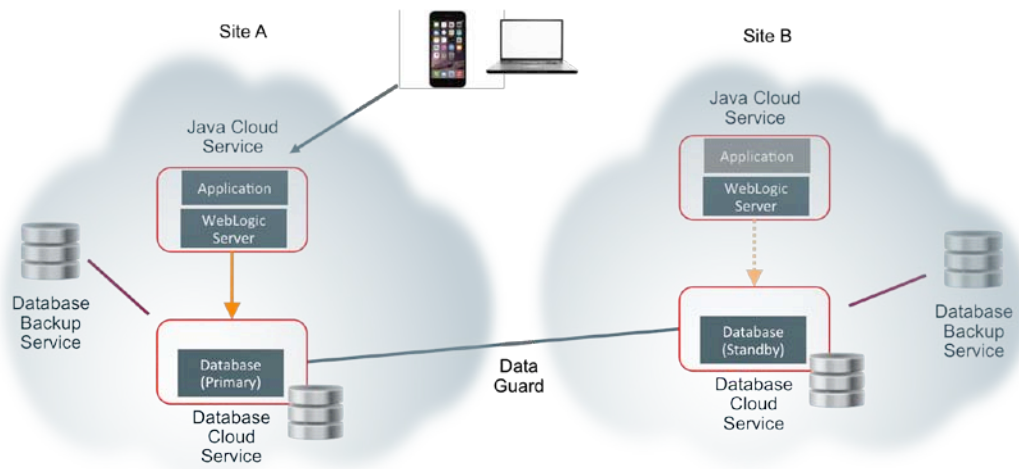 Site A
Site B
Java Cloud
Service
Application
WebLogic
Server
Database
Backup
Service
Database
(Primary)
Database
Cloud
Service
Data
Guard
Java Cloud
Service
Application
WebLogic
Server
Database
(Standby)
Database
Cloud
Service
Database
Backup
Service